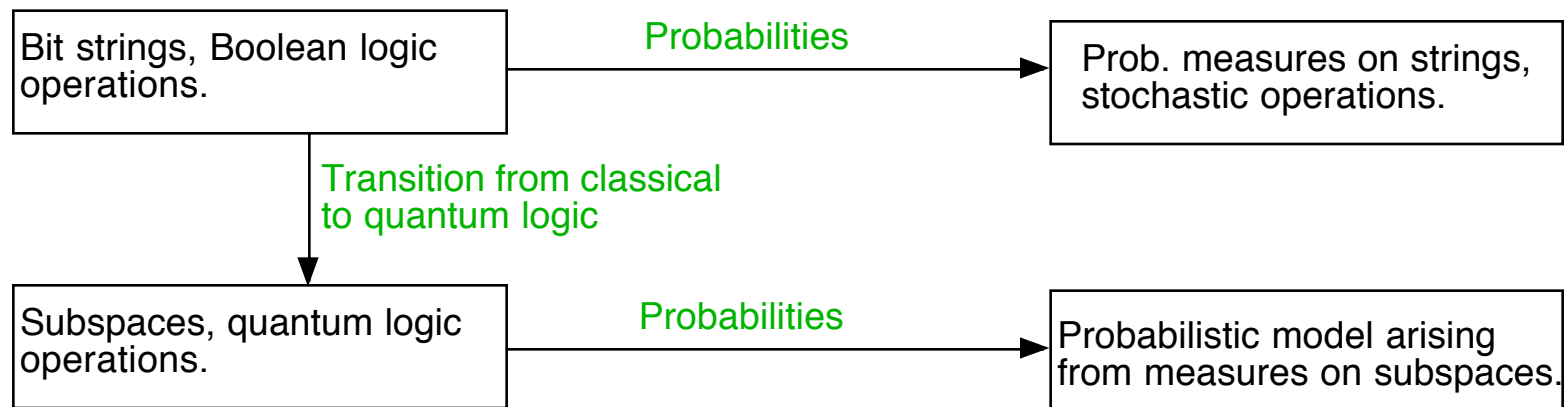 Bit strings, Boolean logic
operations.
Probabilities
Prob. measures on strings,
stochastic operations.
Transition from classical
to quantum logic
Subspaces, quantum logic
operations.
Probabilities
Probabilistic model arising
from measures on subspaces.